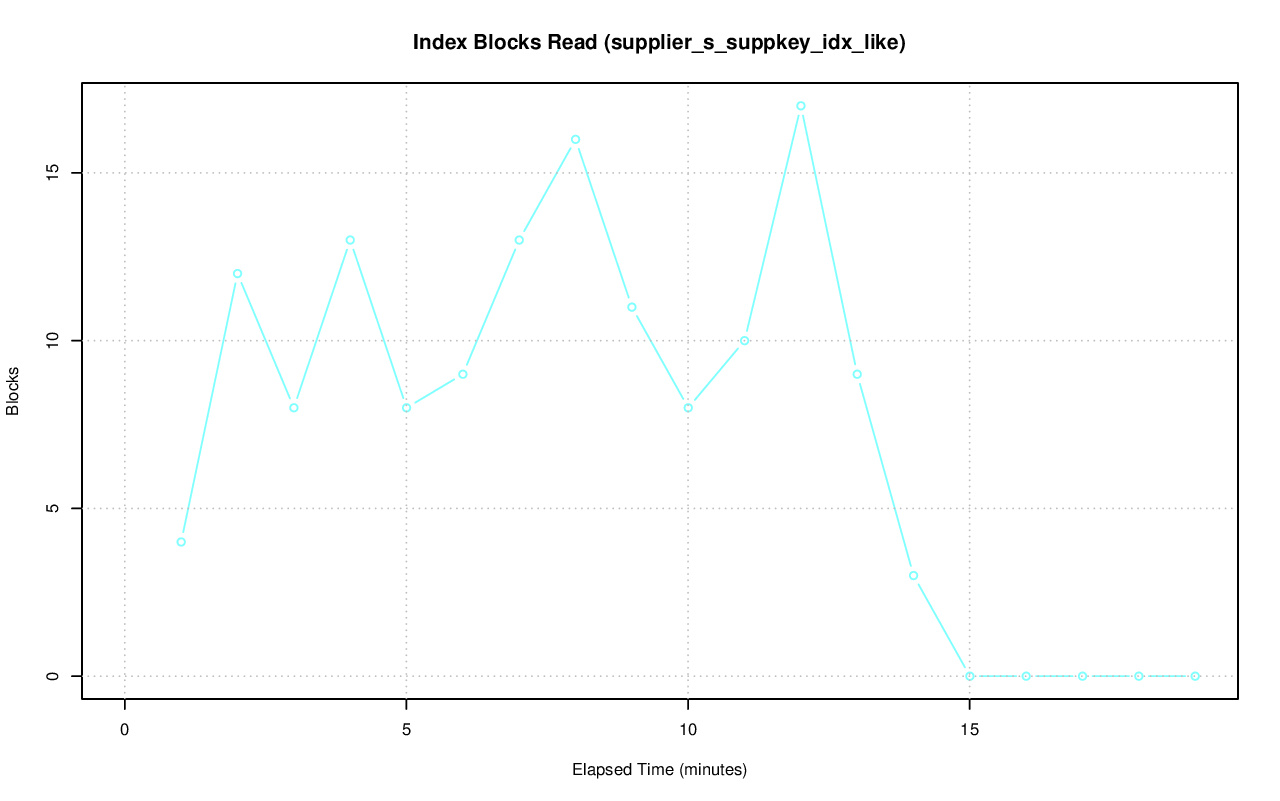 Index Blocks Read (supplier_s_suppkey_idx_like)
Blocks
15
10
5
0
0 5 10 15
Elapsed Time (minutes)